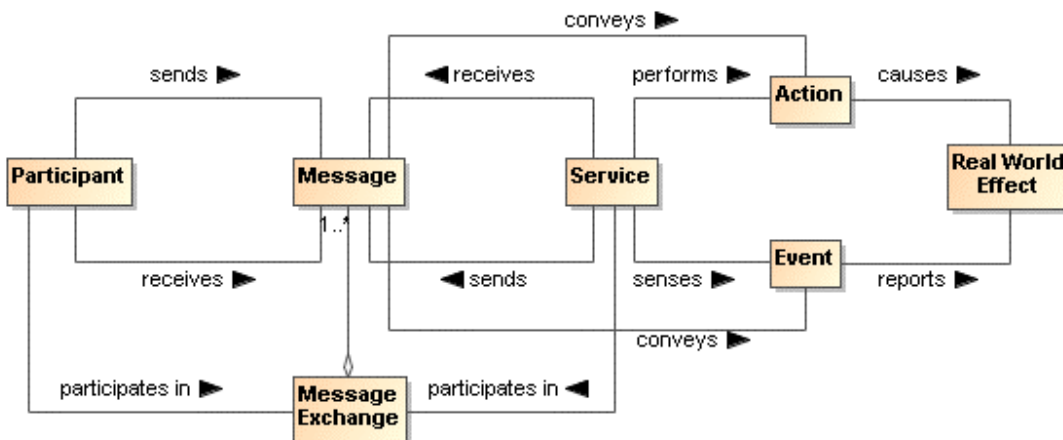 conveys ▶
sends ▶
◀ receives
performs ▶
causes ▶
Action
Participant
Message
Service
Real World
Effect
1..*
receives ▶
◀ sends
senses ▶
Event
reports ▶
conveys ▶
participates in ▶
Message
Exchange
participates in ◀